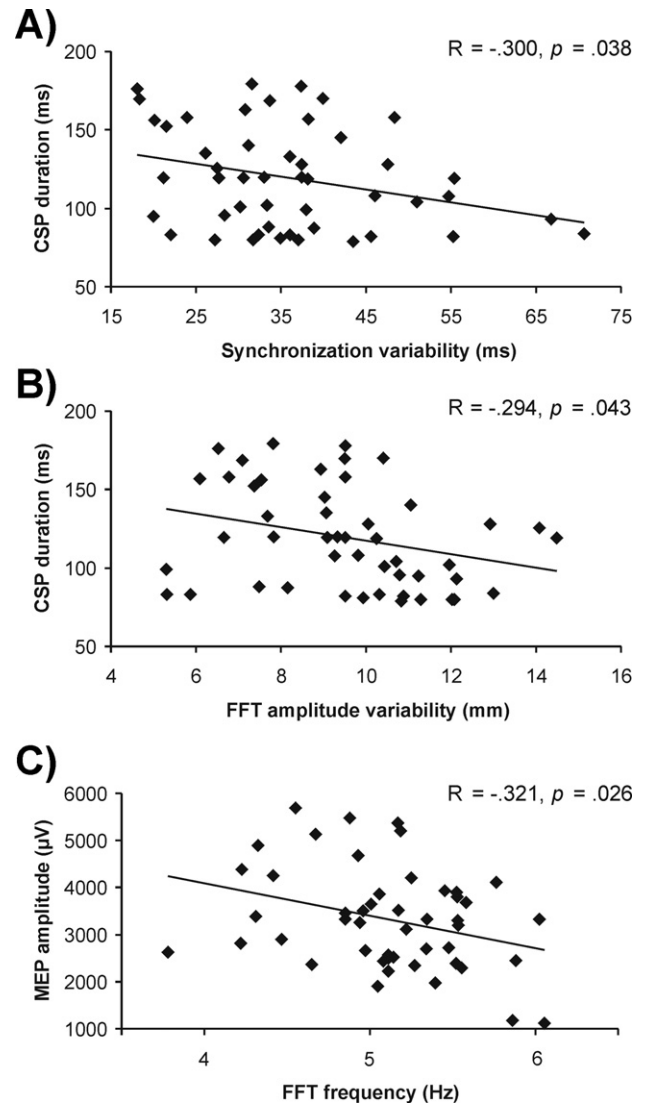 A)
R = -.300, p = .038
CSP duration (ms)
200
150
100
50
15 25 35 45 55 65 75
Synchronization variability (ms)
B)
R = -.294, p = .043
CSP duration (ms)
200
150
100
50
4 6 8 10 12 14 16
FFT amplitude variability (mm)
C)
R = -.321, p = .026
MEP amplitude (µV)
6000
5000
4000
3000
2000
1000
4 5 6
FFT frequency (Hz)